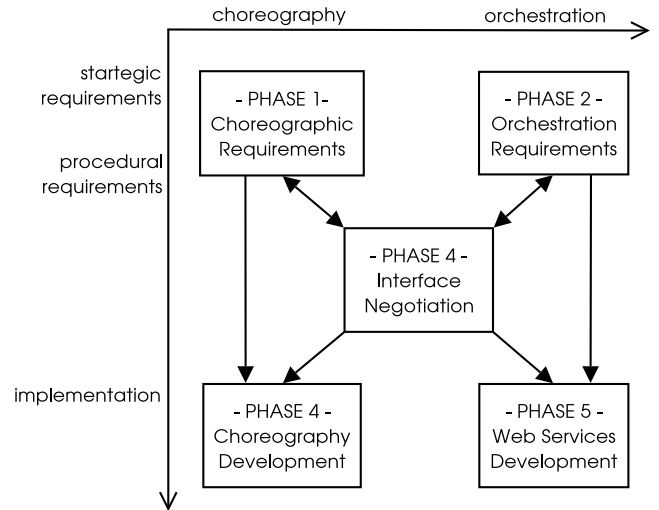 choreography
orchestration
startegic
requirements
- PHASE 1-
Choreographic
Requirements
- PHASE 2 -
Orchestration
Requirements
procedural
requirements
- PHASE 4 -
Interface
Negotiation
implementation
- PHASE 4 -
Choreography
Development
- PHASE 5 -
Web Services
Development